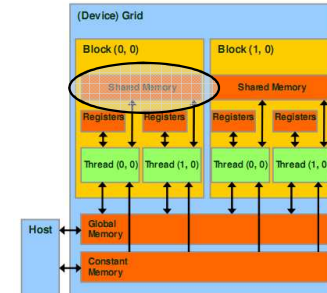 (Device) Grid
Block (0, 0)
Block (1, 0)
Shared Memory
Shared Memory
Registers
Registers
Registers
Registers
Thread (0, 0)
Thread (1, 0)
Thread (0, 0)
Thread (1, 0
Host
Global
Memory
Constant
Memory